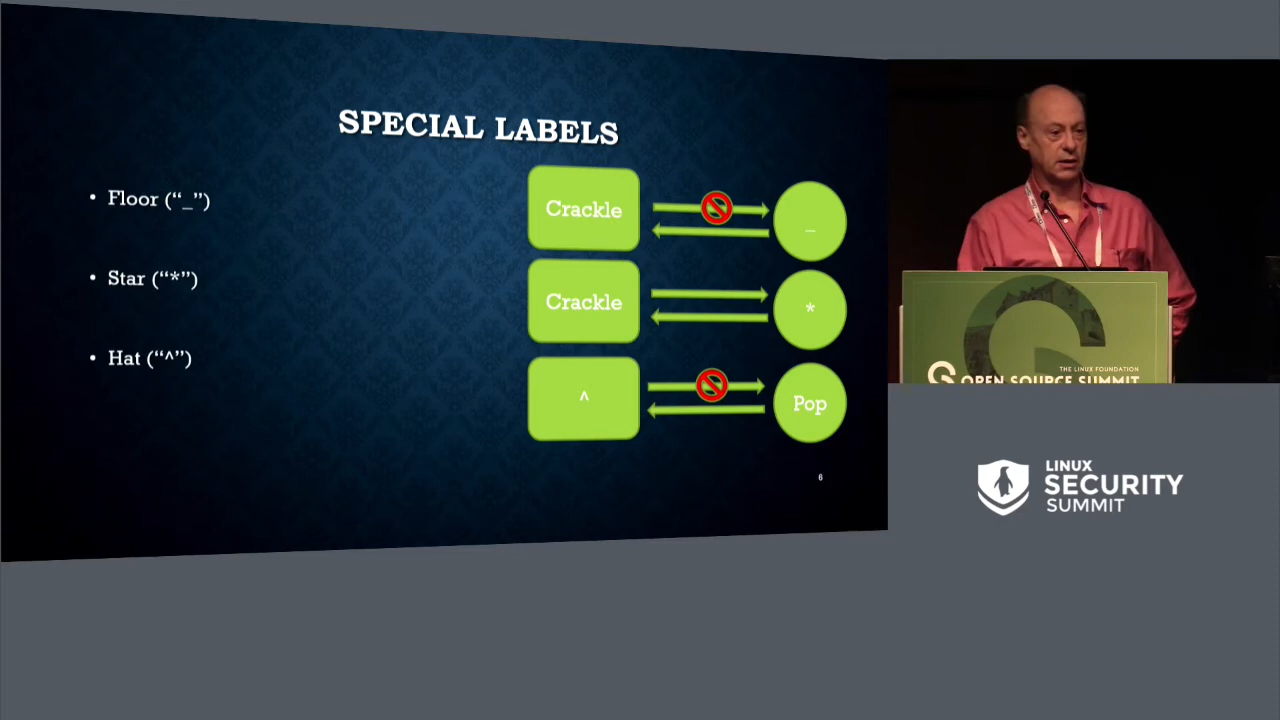 SPECIAL LABELS
• Floor (“_”)
• Star (“*”)
• Hat (“^”)
Crackle
_
Crackle
*
^
Pop
6
THE LINUX FOUNDATION
OPEN SOURCE SUMMIT
LINUX
SECURITY
SUMMIT